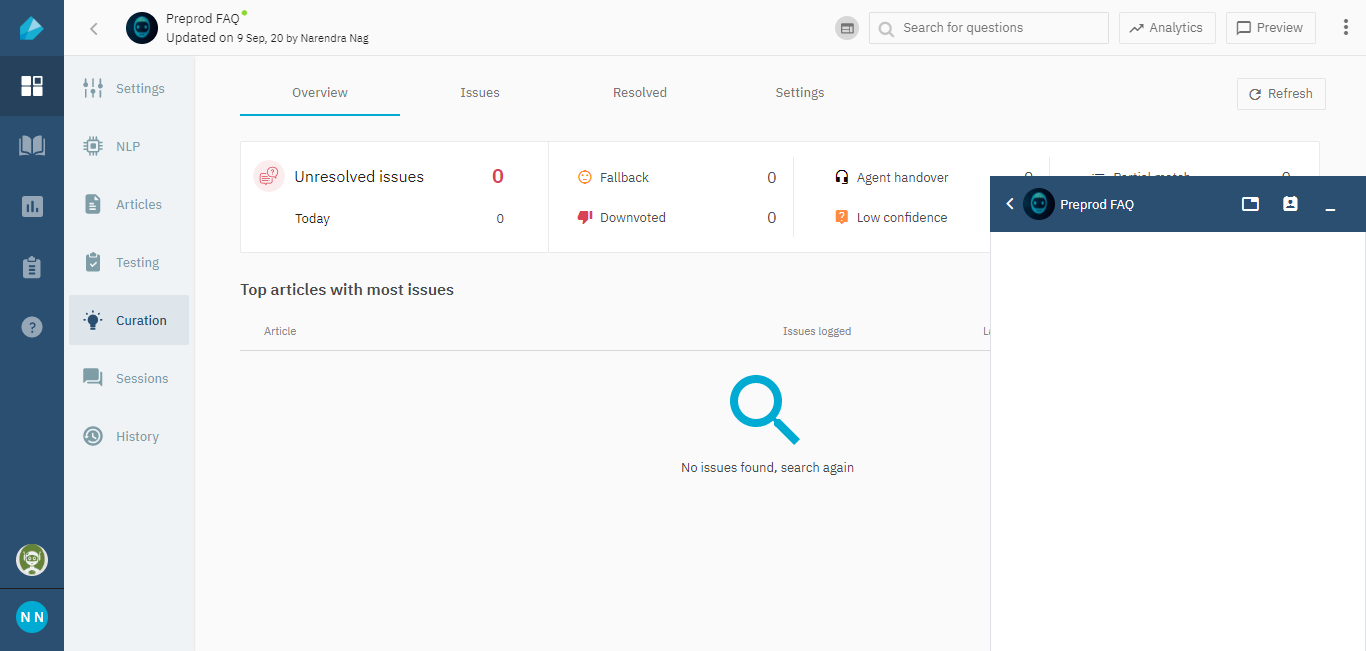 Preprod FAQ
Updated on 9 Sep, 20 by Narendra Nag
Search for questions
Analytics
Preview
Settings
NLP
Articles
Testing
Curation
Sessions
History
N N
Overview Issues Resolved Settings
Refresh
Unresolved issues 0
Today 0
Fallback 0
Downvoted 0
Agent handover 0
Low confidence
Partial match 0
Top articles with most issues
Article Issues logged
No issues found, search again
Preprod FAQ